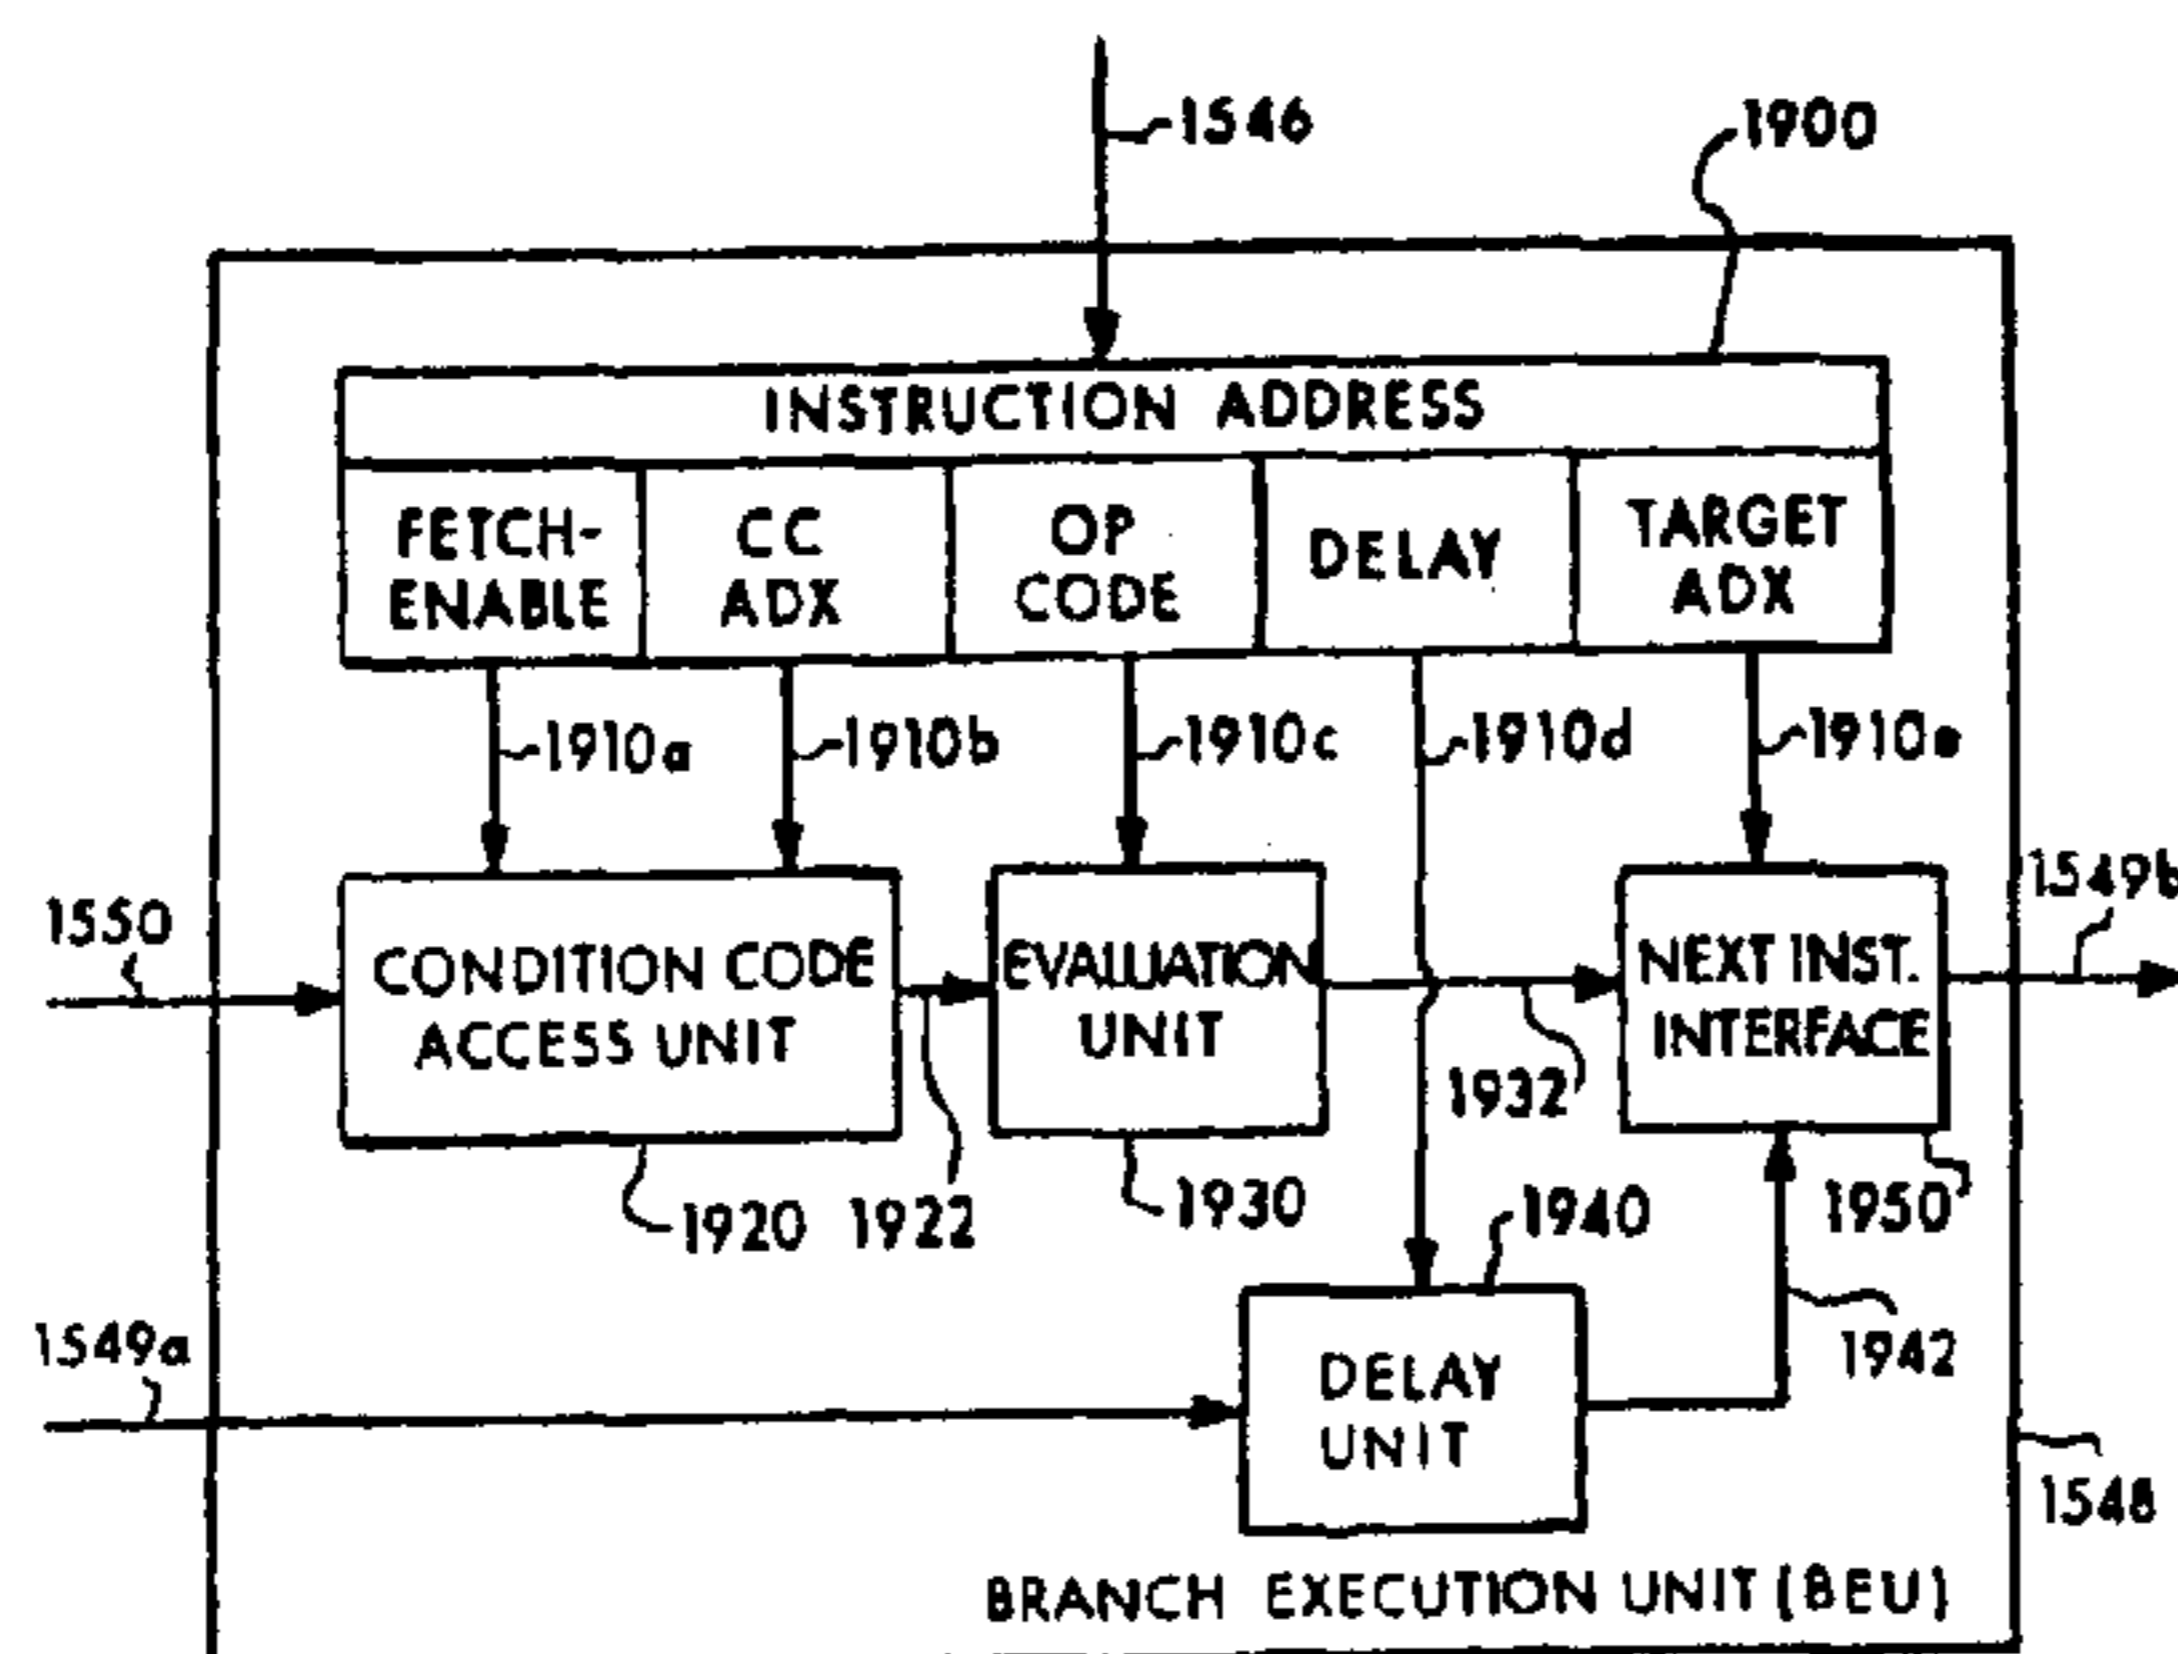 1546
1900
INSTRUCTION ADDRESS
FETCH-
ENABLE
CC
ADX
OP
CODE
DELAY
TARGET
ADX
1910a
1910b
1910c
1910d
1910e
1550
CONDITION CODE
ACCESS UNIT
EVALUATION
UNIT
NEXT INST.
INTERFACE
1549b
1932
1920
1922
1930
1940
1950
1549a
DELAY
UNIT
1942
1548
BRANCH EXECUTION UNIT (BEU)